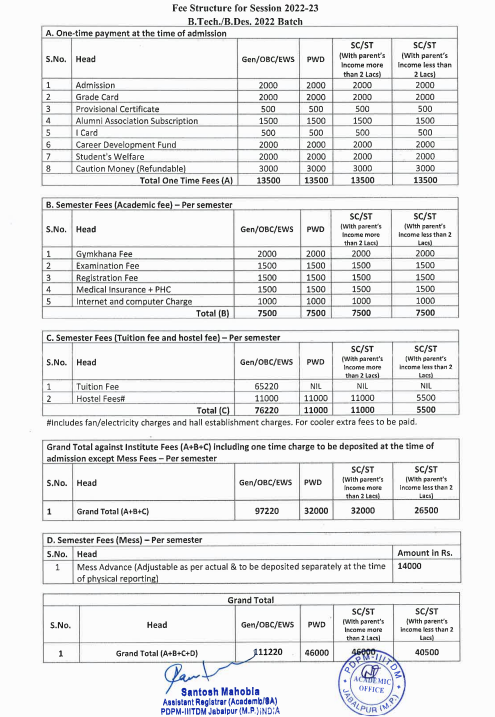 Fee Structure for Session 2022-23
B.Tech./B.Des. 2022 Batch
A. One-time payment at the time of admission
S.No. Head Gen/OBC/EWS PWD SC/ST (With parent's Income more than 2 Lacs) SC/ST (With parent's income less than 2 Lacs)
1 Admission 2000 2000 2000 2000
2 Grade Card 2000 2000 2000 2000
3 Provisional Certificate 500 500 500 500
4 Alumni Association Subscription 1500 1500 1500 1500
5 I Card 500 500 500 500
6 Career Development Fund 2000 2000 2000 2000
7 Student's Welfare 2000 2000 2000 2000
8 Caution Money (Refundable) 3000 3000 3000 3000
Total One Time Fees (A) 13500 13500 13500 13500
B. Semester Fees (Academic fee) – Per semester
S.No. Head Gen/OBC/EWS PWD SC/ST (With parent's Income more than 2 Lacs) SC/ST (With parent's Income less than 2 Lacs)
1 Gymkhana Fee 2000 2000 2000 2000
2 Examination Fee 1500 1500 1500 1500
3 Registration Fee 1500 1500 1500 1500
4 Medical Insurance + PHC 1500 1500 1500 1500
5 Internet and computer Charge 1000 1000 1000 1000
Total (B) 7500 7500 7500 7500
C. Semester Fees (Tuition fee and hostel fee) – Per semester
S.No. Head Gen/OBC/EWS PWD SC/ST (With parent's Income more than 2 Lacs) SC/ST (With parent's Income less than 2 Lacs)
1 Tuition Fee 65220 NIL NIL NIL
2 Hostel Fees# 11000 11000 11000 5500
Total (C) 76220 11000 11000 5500
#Includes fan/electricity charges and hall establishment charges. For cooler extra fees to be paid.
Grand Total against Institute Fees (A+B+C) including one time charge to be deposited at the time of
admission except Mess Fees – Per semester
S.No. Head Gen/OBC/EWS PWD SC/ST (With parent's Income more than 2 Lacs) SC/ST (With parent's Income less than 2 Lacs)
1 Grand Total (A+B+C) 97220 32000 32000 26500
D. Semester Fees (Mess) – Per semester
S.No. Head Amount in Rs.
1 Mess Advance (Adjustable as per actual & to be deposited separately at the time 14000
of physical reporting)
Grand Total
S.No. Head Gen/OBC/EWS PWD SC/ST (With parent's Income more than 2 Lacs) SC/ST (With parent's Income less than 2 Lacs)
1 Grand Total (A+B+C+D) 111220 46000 46000 40500
Santosh Mahobia
Assistant Registrar (Academb/SA)
PDPM-IIITDM Jabalpur (M.P.) INDIA
PDPM-IIITDM
ACADEMIC
OFFICE
JABALPUR (M.P.)